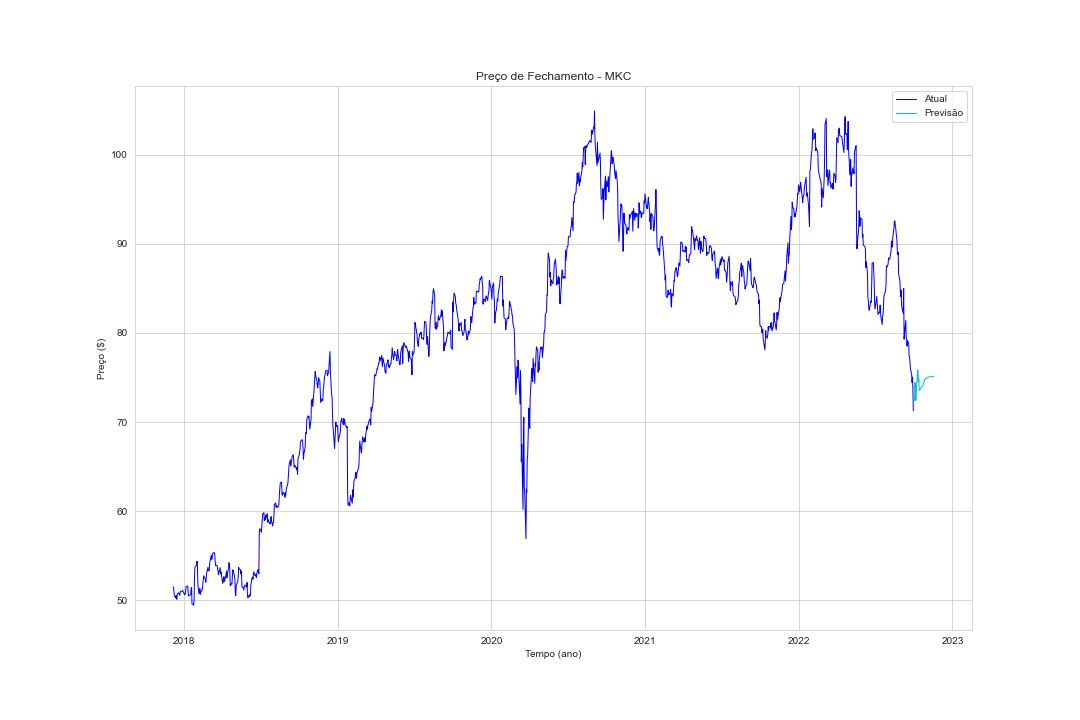 Preço de Fechamento - MKC
Atual
Previsão
Preço ($)
100
90
80
70
60
50
2018 2019 2020 2021 2022 2023
Tempo (ano)